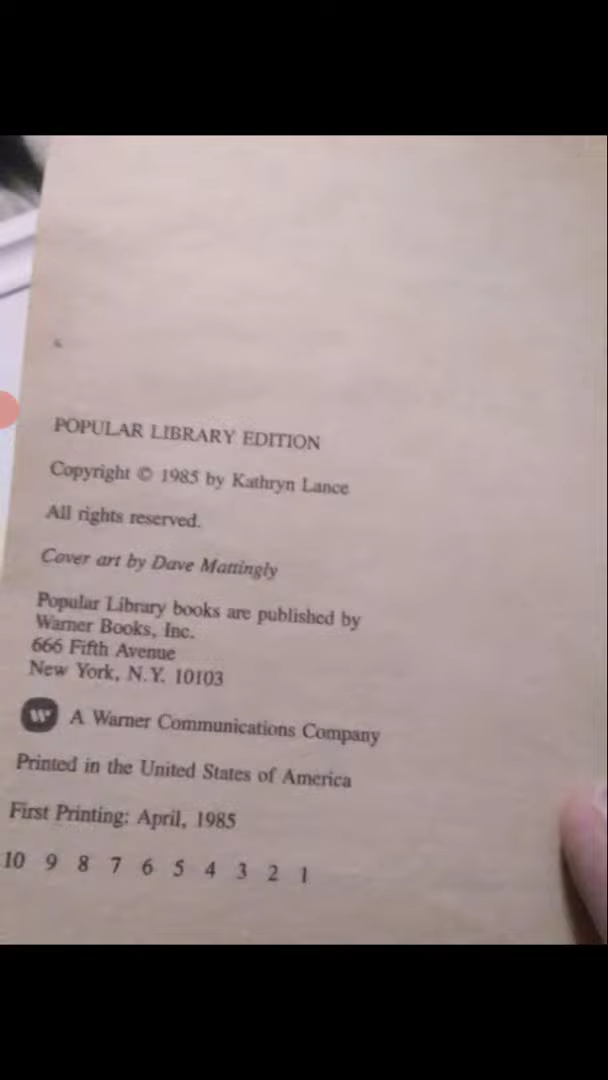 POPULAR LIBRARY EDITION
Copyright © 1985 by Kathryn Lance
All rights reserved.
Cover art by Dave Mattingly
Popular Library books are published by
Warner Books, Inc.
666 Fifth Avenue
New York, N.Y. 10103
W A Warner Communications Company
Printed in the United States of America
First Printing: April, 1985
10 9 8 7 6 5 4 3 2 1